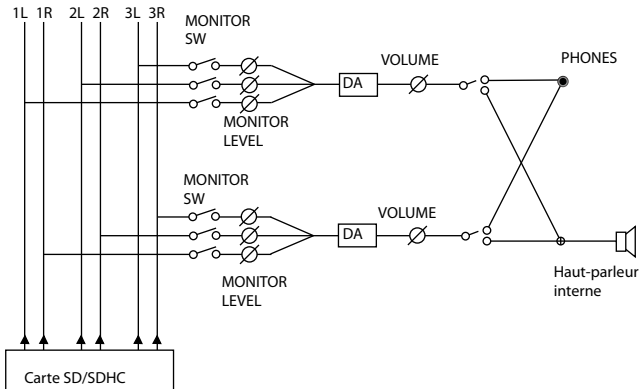 1L 1R 2L 2R 3L 3R
MONITOR
SW
VOLUME
PHONES
DA
MONITOR
LEVEL
MONITOR
SW
VOLUME
DA
MONITOR
LEVEL
Haut-parleur
interne
Carte SD/SDHC